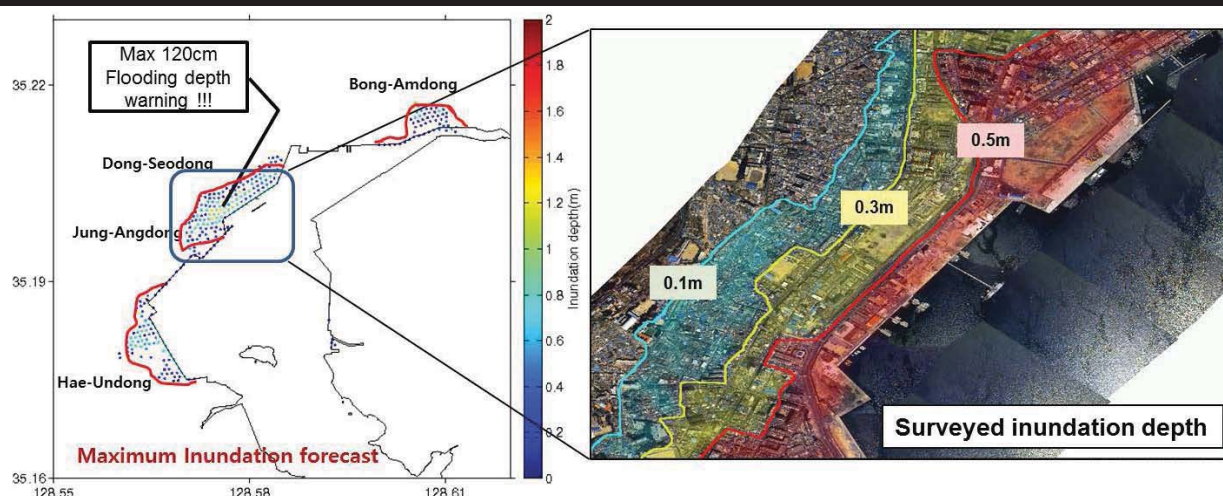 Max 120cm
Flooding depth
warning !!!
Bong-Amdong
Dong-Seodong
Jung-Angdong
Hae-Undong
Maximum Inundation forecast
35.22
35.19
35.16
128.55
128.58
128.61
2
1.8
1.6
1.4
1.2
1
0.8
0.6
0.4
0.2
0
Inundation depth(m)
0.5m
0.3m
0.1m
Surveyed inundation depth